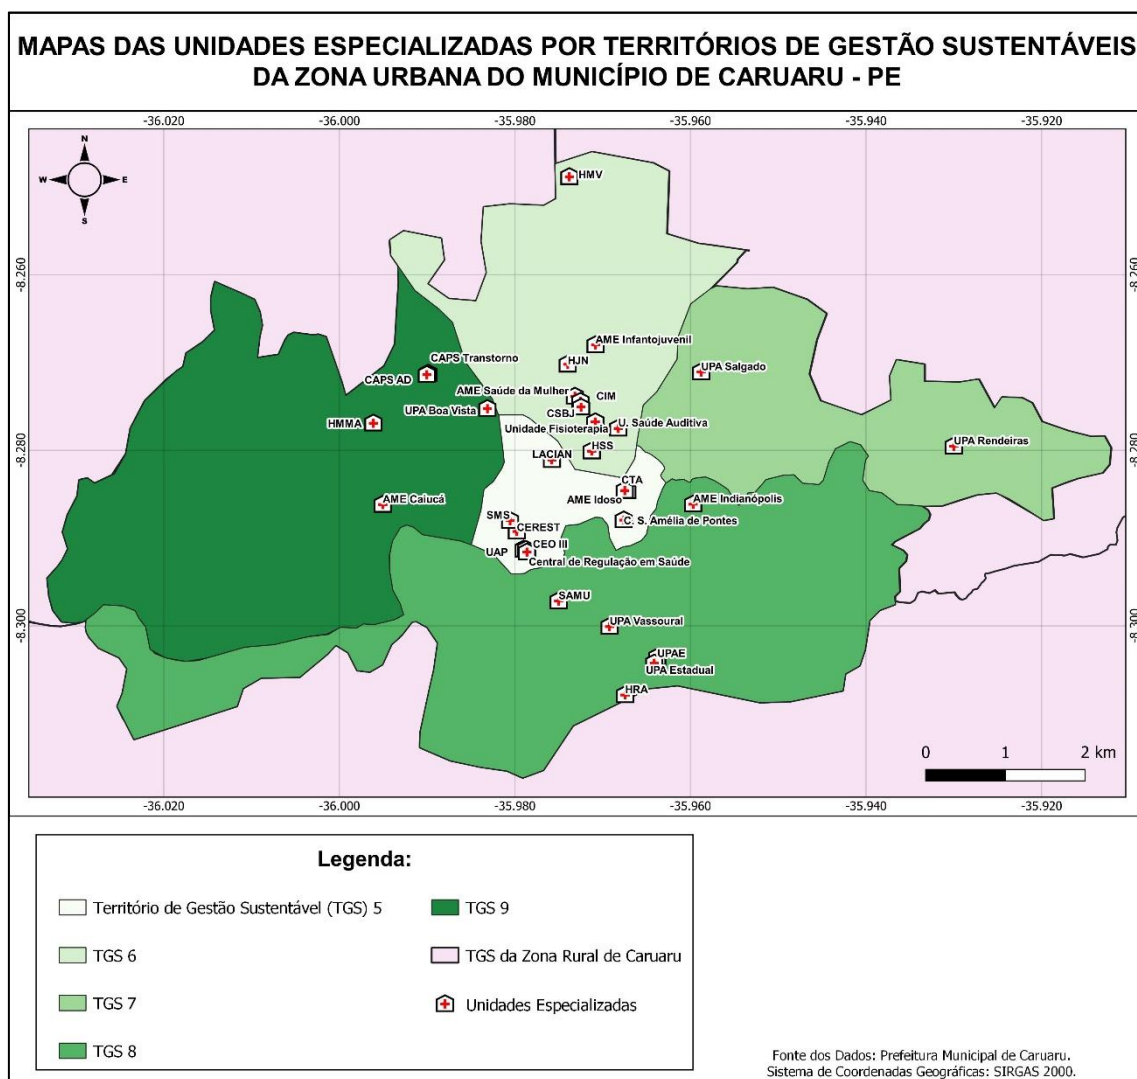 MAPAS DAS UNIDADES ESPECIALIZADAS POR TERRITÓRIOS DE GESTÃO SUSTENTÁVEIS
DA ZONA URBANA DO MUNICÍPIO DE CARUARU - PE
-36.020 -36.000 -35.980 -35.960 -35.940 -35.920
N
W E
S
HMV
-8.260 -8.260
AME Infantojuvenil
CAPS Transtorno
HJN
UPA Salgado
CAPS AD
AME Saúde da Mulher
CIM
UPA Boa Vista
CSBJ
HMMA
U. Saúde Auditiva
Unidade Fisioterapia
UPA Rendeiras
HSS
-8.280 -8.280
LACIAN
CTA
AME Idoso
AME Caiucá
AME Indianópolis
SMS
C. S. Amélia de Pontes
CEREST
CEO III
UAP
Central de Regulação em Saúde
SAMU
UPA Vassoural
-8.300 -8.300
UPAE
UPA Estadual
HRA
0 1 2 km
-36.020 -36.000 -35.980 -35.960 -35.940 -35.920
Legenda:
Território de Gestão Sustentável (TGS) 5
TGS 6
TGS 7
TGS 8
TGS 9
TGS da Zona Rural de Caruaru
Unidades Especializadas
Fonte dos Dados: Prefeitura Municipal de Caruaru.
Sistema de Coordenadas Geográficas: SIRGAS 2000.